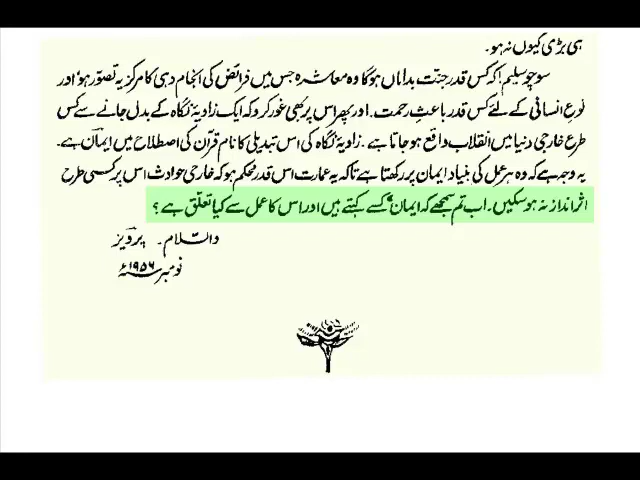 ہی بڑی کیوں نہ ہو۔
سوچو سلیم! کہ کس قدر جنت بداماں ہوگا وہ معاشرہ جس میں فرائض کی انجام دہی کا مرکزیہ تصور ہو اور
نوعِ انسانی کے لئے کس قدر باعثِ رحمت۔ اور پھر اس پر بھی غور کرو کہ ایک زاویۂ نگاہ کے بدل جانے سے کس
طرح خارجی دنیا میں انقلاب واقع ہو جاتا ہے۔ زاویۂ نگاہ کی اس تبدیلی کا نام قرآن کی اصطلاح میں ایمان ہے۔
یہ وجہ ہے کہ وہ ہر عمل کی بنیاد ایمان پر رکھتا ہے تاکہ یہ عمارت اس قدر محکم ہو کہ خارجی حوادث اس پر کسی طرح
اثر انداز نہ ہو سکیں۔ اب تم سمجھے کہ "ایمان" کسے کہتے ہیں اور اس کا عمل سے کیا تعلق ہے؟
والسلام۔ پرویز
نومبر ۱۹۵۶ء